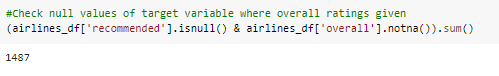 #Check null values of target variable where overall ratings given
(airlines_df['recommended'].isnull() & airlines_df['overall'].notna()).sum()
1487